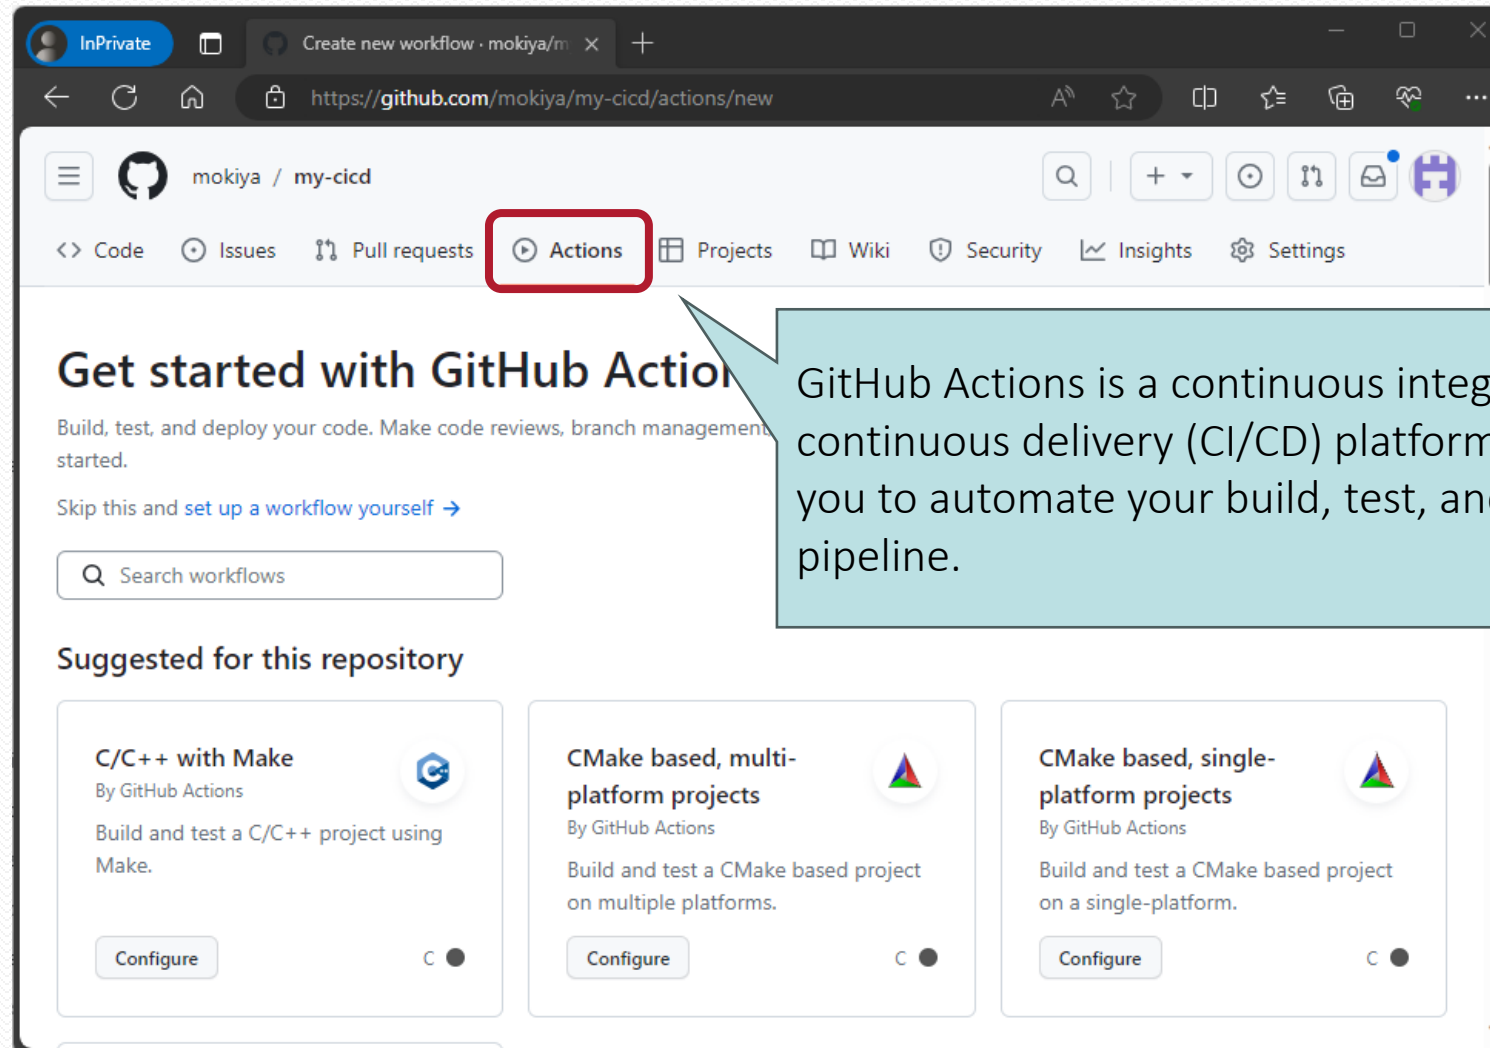 InPrivate
Create new workflow · mokiya/m
https://github.com/mokiya/my-cicd/actions/new
mokiya / my-cicd
Code Issues Pull requests Actions Projects Wiki Security Insights Settings
Get started with GitHub Action
Build, test, and deploy your code. Make code reviews, branch management,
started.
Skip this and set up a workflow yourself →
Search workflows
GitHub Actions is a continuous integ
continuous delivery (CI/CD) platform
you to automate your build, test, and
pipeline.
Suggested for this repository
C/C++ with Make
By GitHub Actions
Build and test a C/C++ project using
Make.
Configure
C
CMake based, multi-
platform projects
By GitHub Actions
Build and test a CMake based project
on multiple platforms.
Configure
C
CMake based, single-
platform projects
By GitHub Actions
Build and test a CMake based project
on a single-platform.
Configure
C